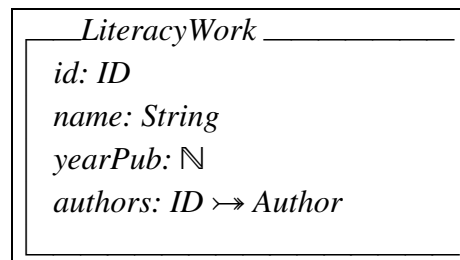 LiteracyWork
id: ID
name: String
yearPub: ℕ
authors: ID ⤖ Author